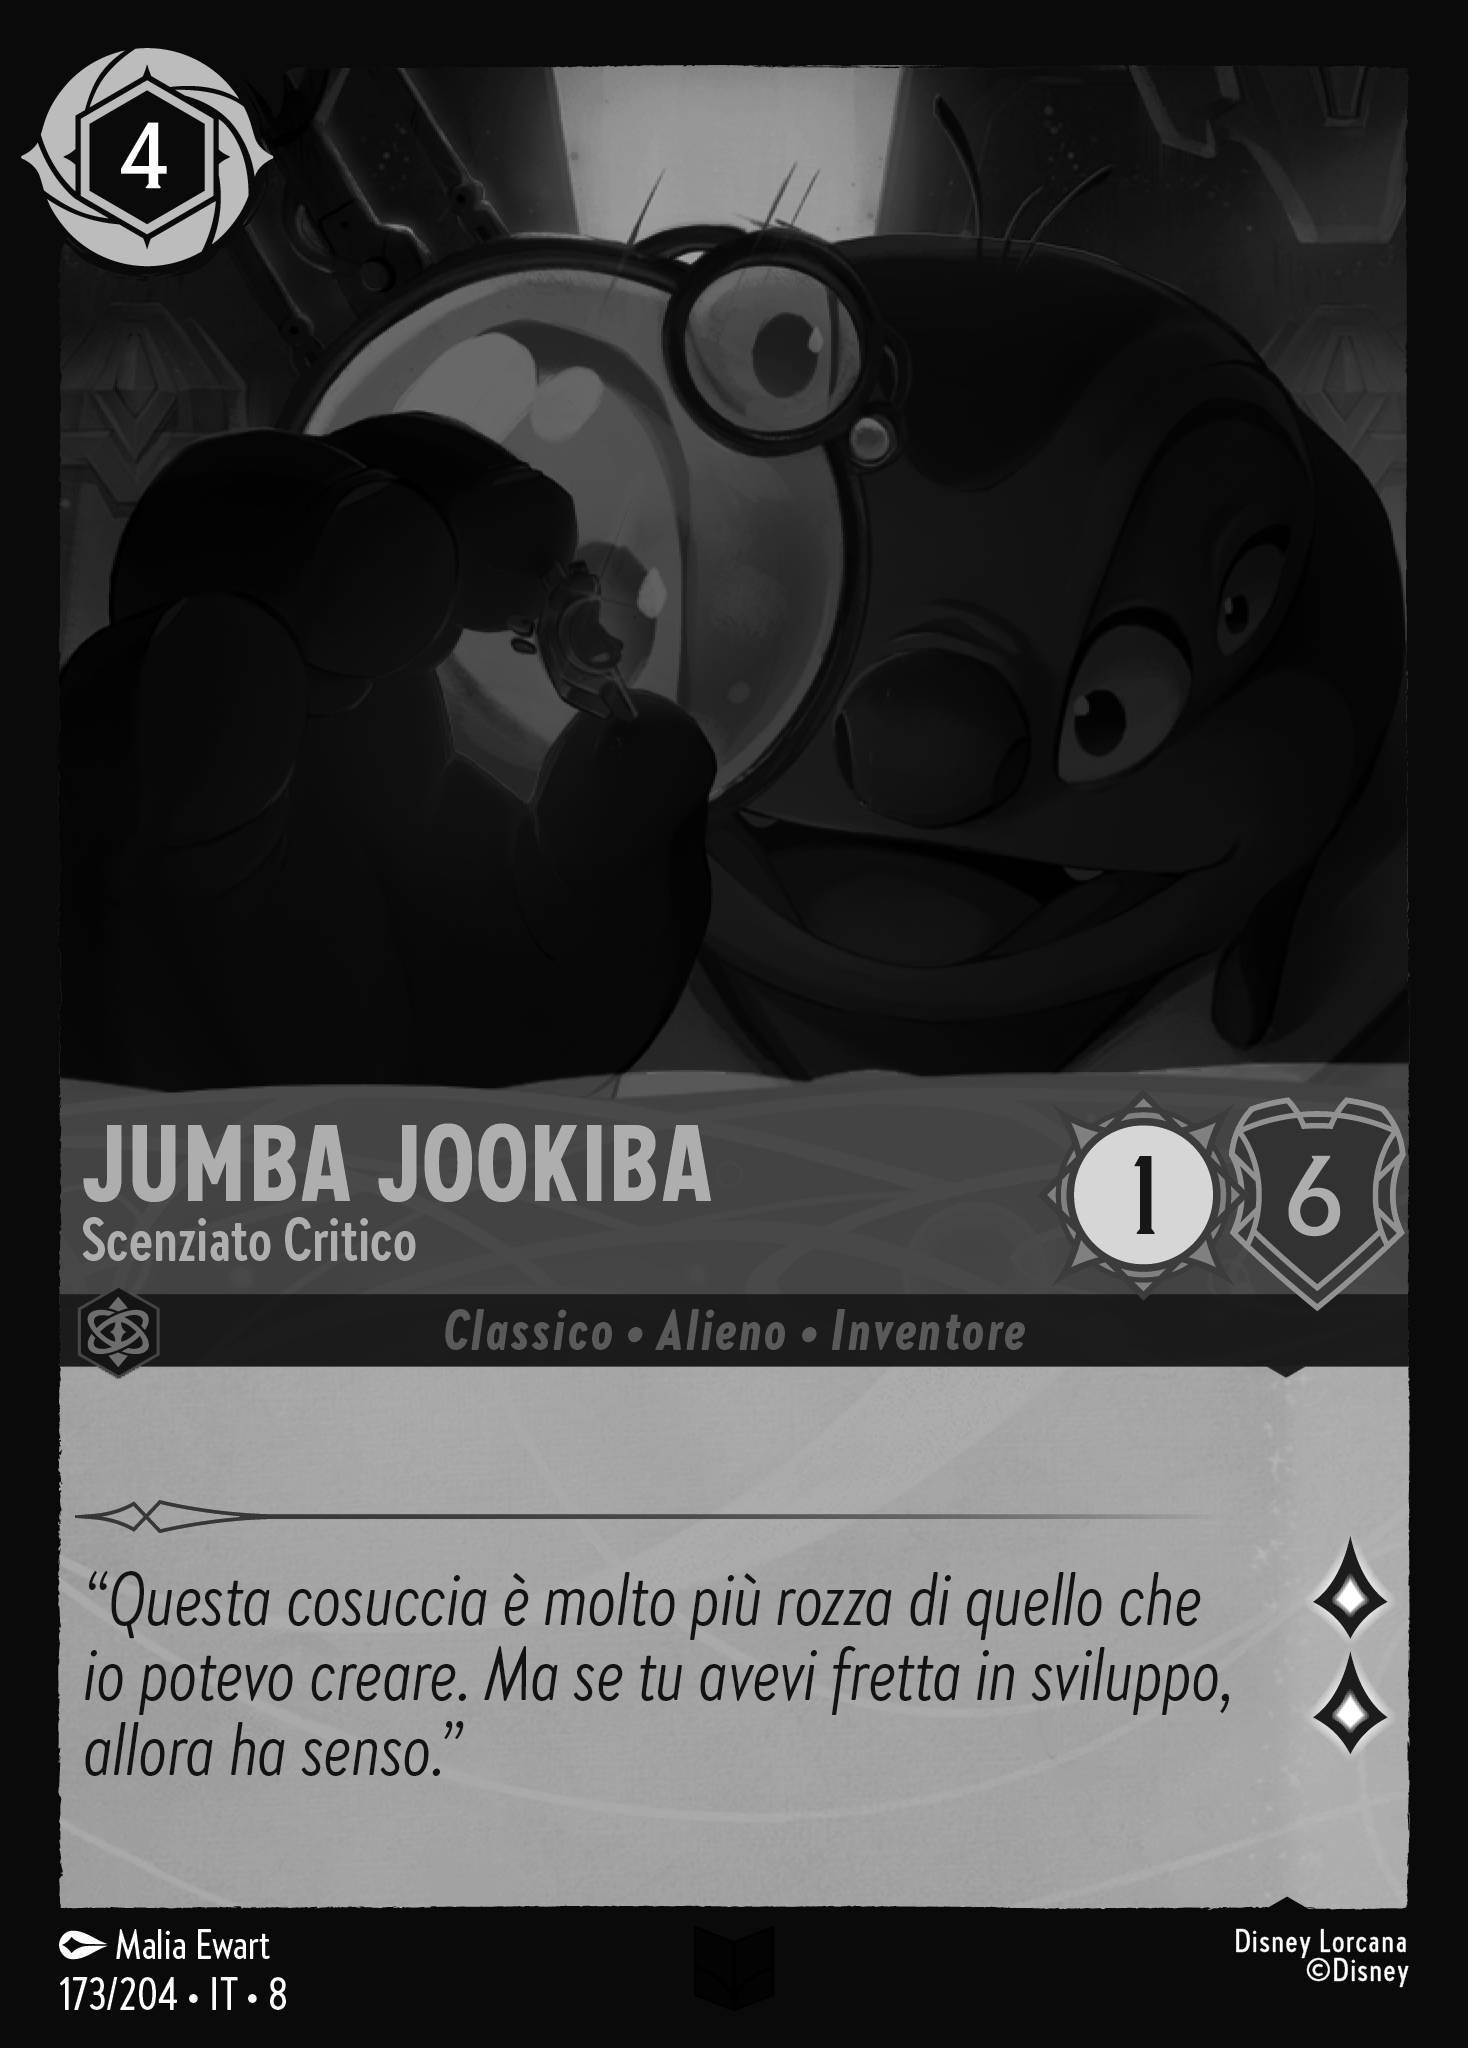 4
JUMBA JOOKIBA
Scenziato Critico
1
6
Classico • Alieno • Inventore
“Questa cosuccia è molto più rozza di quello che
io potevo creare. Ma se tu avevi fretta in sviluppo,
allora ha senso.”
Malia Ewart
173/204 • IT • 8
Disney Lorcana
©Disney